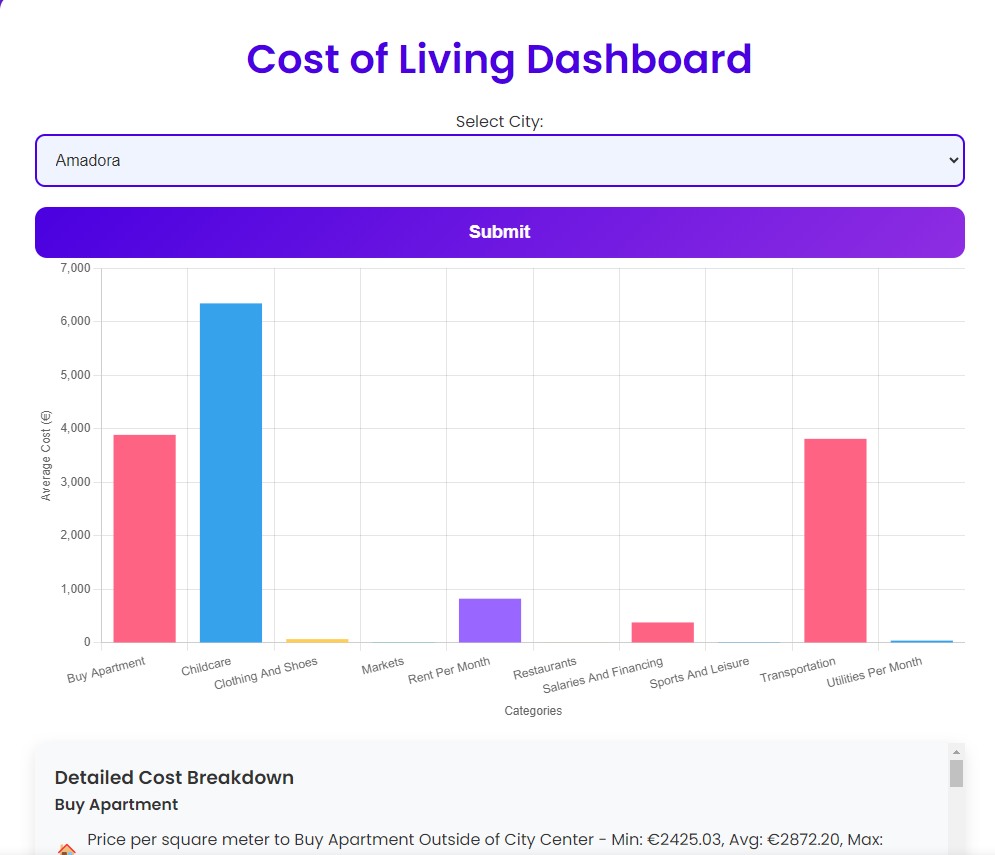 Cost of Living Dashboard
Select City:
Amadora
Submit
7,000
6,000
5,000
4,000
3,000
2,000
1,000
0
Average Cost (€)
Buy Apartment
Childcare
Clothing And Shoes
Markets
Rent Per Month
Restaurants
Salaries And Financing
Sports And Leisure
Transportation
Utilities Per Month
Categories
Detailed Cost Breakdown
Buy Apartment
Price per square meter to Buy Apartment Outside of City Center - Min: €2425.03, Avg: €2872.20, Max: